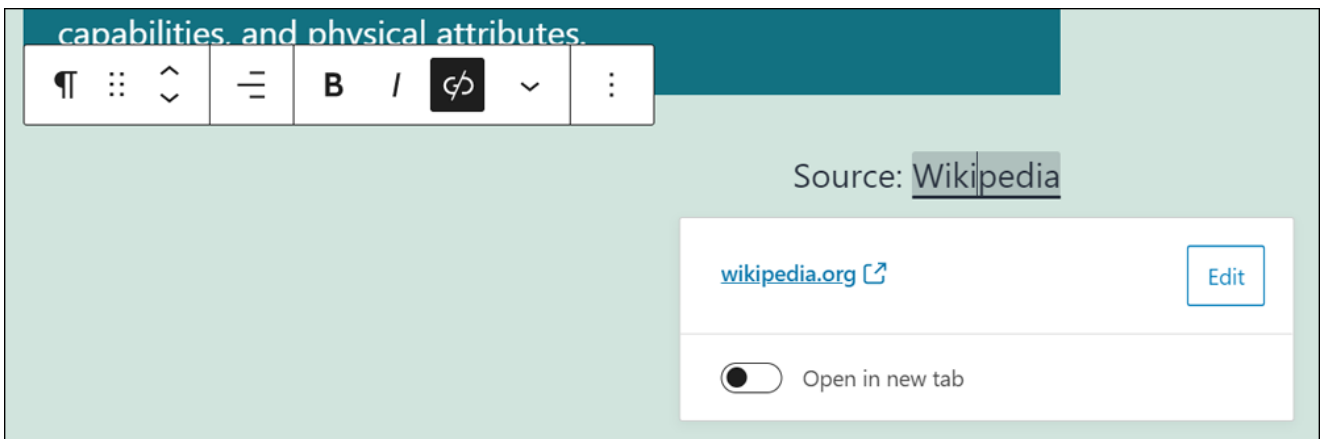 capabilities, and physical attributes.
B I
Source: Wikipedia
wikipedia.org
Edit
Open in new tab